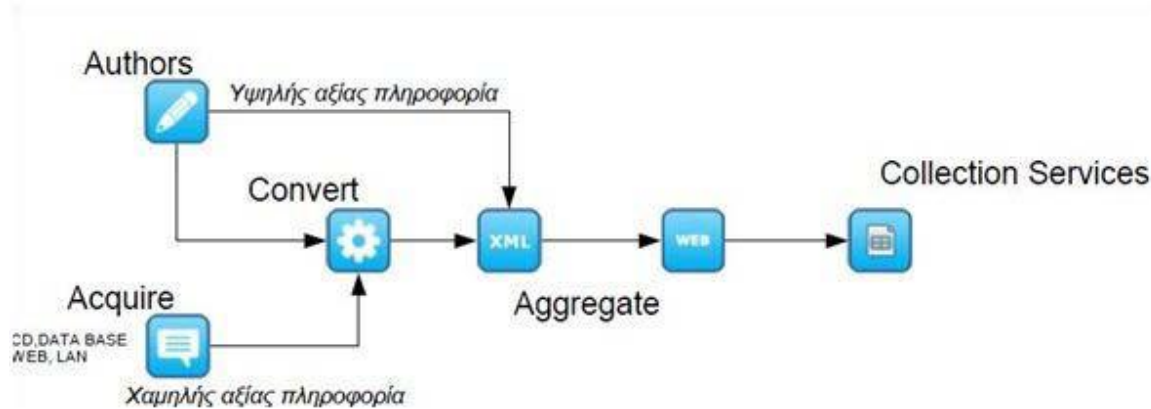 Authors
Υψηλής αξίας πληροφορία
Collection Services
Convert
XML
WEB
Acquire
Aggregate
CD,DATA BASE
WEB, LAN
Χαμηλής αξίας πληροφορία